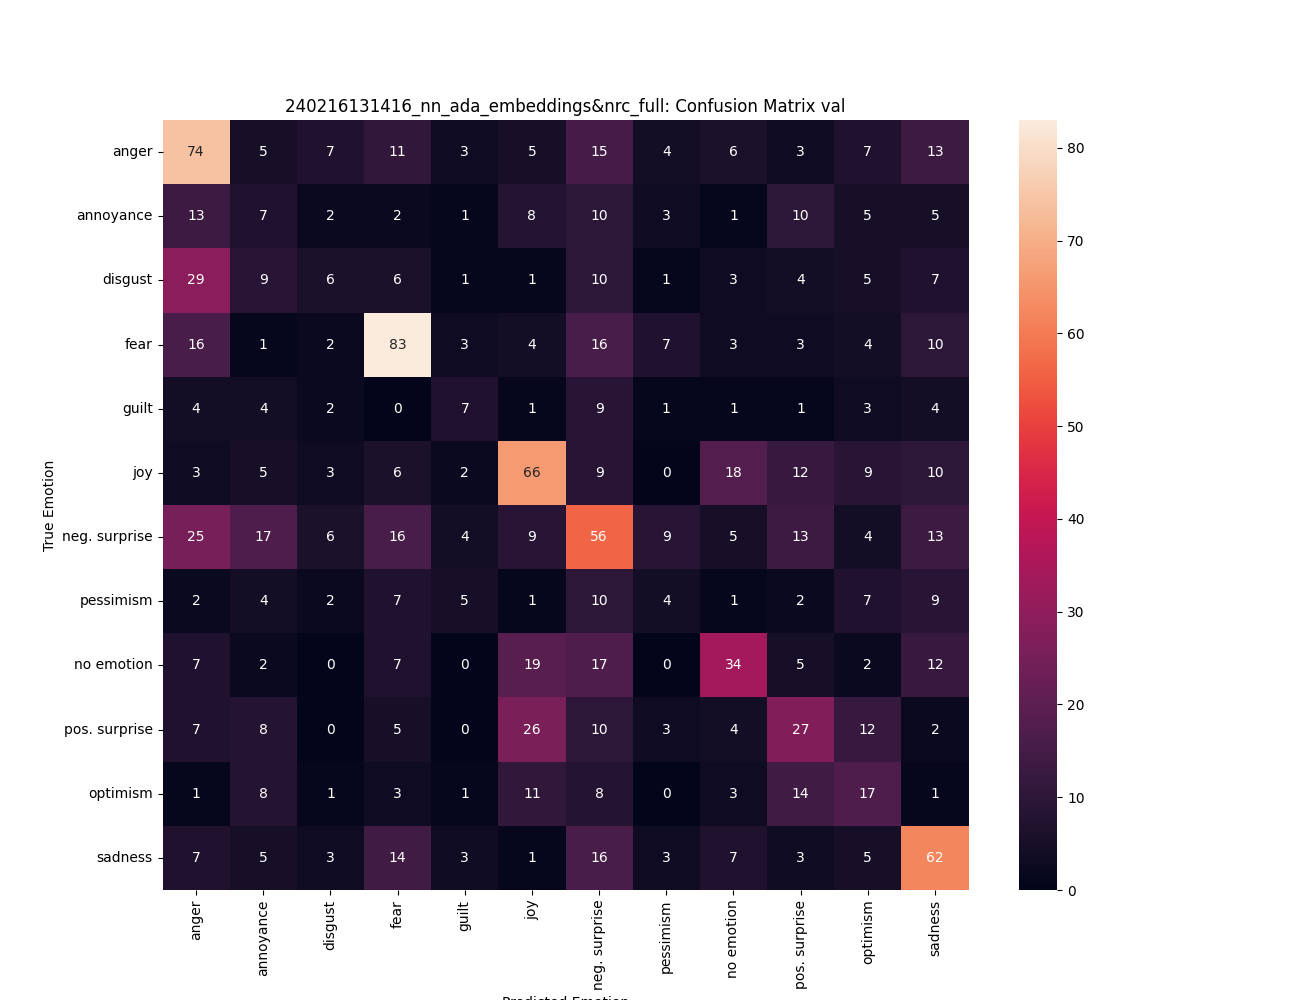 240216131416_nn_ada_embeddings&nrc_full: Confusion Matrix val
anger 74 5 7 11 3 5 15 4 6 3 7 13
annoyance 13 7 2 2 1 8 10 3 1 10 5 5
disgust 29 9 6 6 1 1 10 1 3 4 5 7
fear 16 1 2 83 3 4 16 7 3 3 4 10
guilt 4 4 2 0 7 1 9 1 1 1 3 4
joy 3 5 3 6 2 66 9 0 18 12 9 10
neg. surprise 25 17 6 16 4 9 56 9 5 13 4 13
pessimism 2 4 2 7 5 1 10 4 1 2 7 9
no emotion 7 2 0 7 0 19 17 0 34 5 2 12
pos. surprise 7 8 0 5 0 26 10 3 4 27 12 2
optimism 1 8 1 3 1 11 8 0 3 14 17 1
sadness 7 5 3 14 3 1 16 3 7 3 5 62
anger annoyance disgust fear guilt joy neg. surprise pessimism no emotion pos. surprise optimism sadness
Predicted Emotion
True Emotion
80
70
60
50
40
30
20
10
0